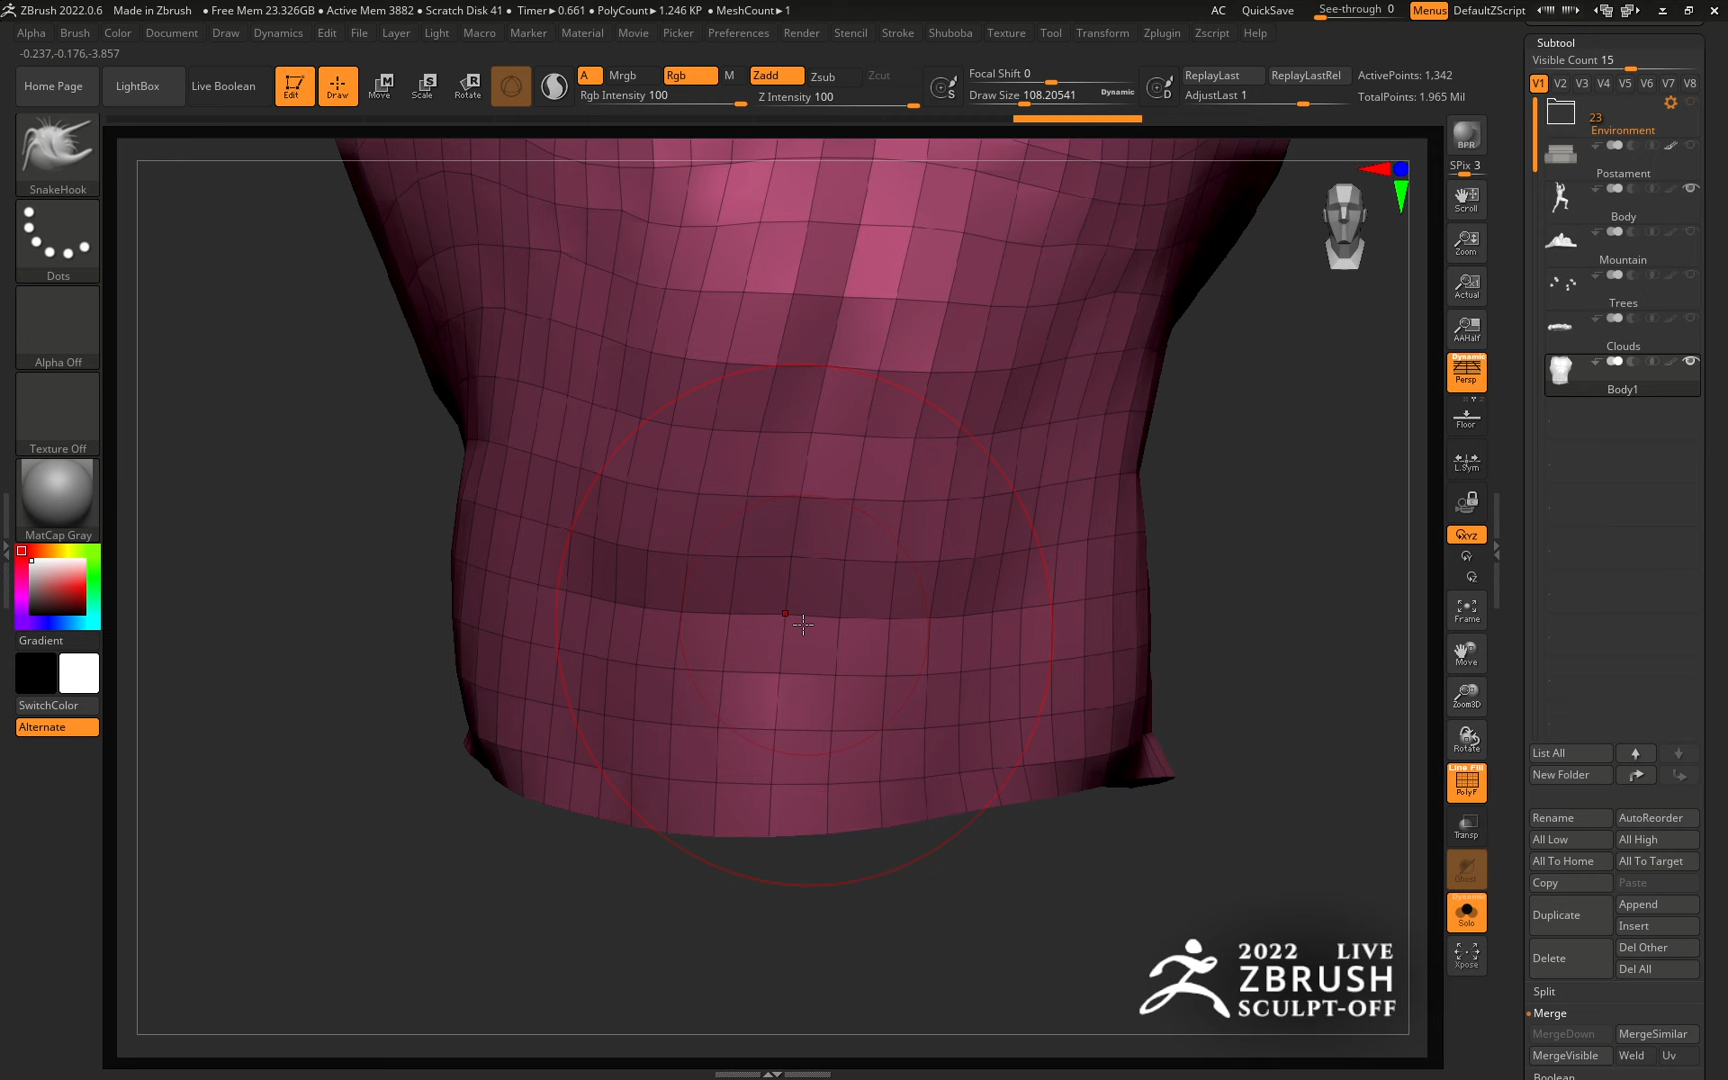 ZBrush 2022.0.6 Made in Zbrush • Free Mem 23.326GB • Active Mem 3882 • Scratch Disk 41 • Timer▸0.661 • PolyCount▸1.246 KP • MeshCount▸1 AC QuickSave See-through 0 Menus DefaultZScript
Alpha Brush Color Document Draw Dynamics Edit File Layer Light Macro Marker Material Movie Picker Preferences Render Stencil Stroke Shuboba Texture Tool Transform Zplugin Zscript Help
-0.237,-0.176,-3.857
Home Page LightBox Live Boolean Edit Draw Move Scale Rotate
A Mrgb Rgb M Zadd Zsub Zcut
Rgb Intensity 100 Z Intensity 100
S
Focal Shift 0
Draw Size 108.20541 Dynamic
D
ReplayLast ReplayLastRel ActivePoints: 1,342
AdjustLast 1 TotalPoints: 1.965 Mil
SnakeHook
Dots
Alpha Off
Texture Off
MatCap Gray
Gradient
SwitchColor
Alternate
BPR
SPix 3
Scroll
Zoom
Actual
AAHalf
Dynamic
Persp
Floor
L.Sym
XYZ
Y
Z
Frame
Move
Zoom3D
Rotate
Line Fill
PolyF
Transp
Ghost
Dynamic
Solo
Xpose
Subtool
Visible Count 15
V1 V2 V3 V4 V5 V6 V7 V8
23
Environment
Postament
Body
Mountain
Trees
Clouds
Body1
List All
New Folder
Rename AutoReorder
All Low All High
All To Home All To Target
Copy Paste
Duplicate Append
Insert
Delete Del Other
Del All
Split
Merge
MergeDown MergeSimilar
MergeVisible Weld Uv
Boolean
2022 LIVE
ZBRUSH
SCULPT-OFF